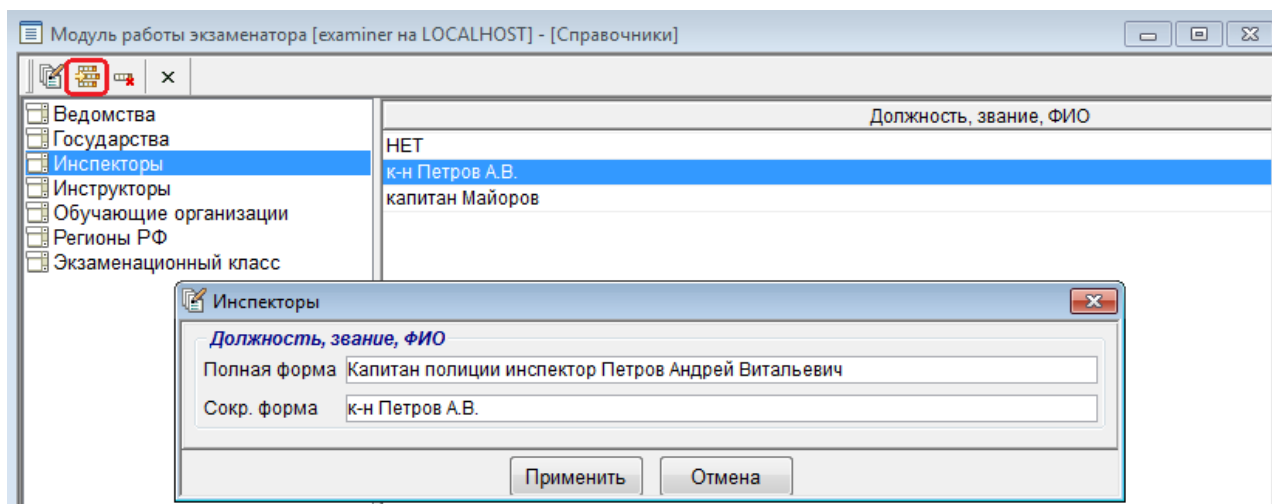 Модуль работы экзаменатора [examiner на LOCALHOST] - [Справочники]
Ведомства
Государства
Инспекторы
Инструкторы
Обучающие организации
Регионы РФ
Экзаменационный класс
Должность, звание, ФИО
НЕТ
к-н Петров А.В.
капитан Майоров
Инспекторы
Должность, звание, ФИО
Полная форма Капитан полиции инспектор Петров Андрей Витальевич
Сокр. форма к-н Петров А.В.
Применить Отмена